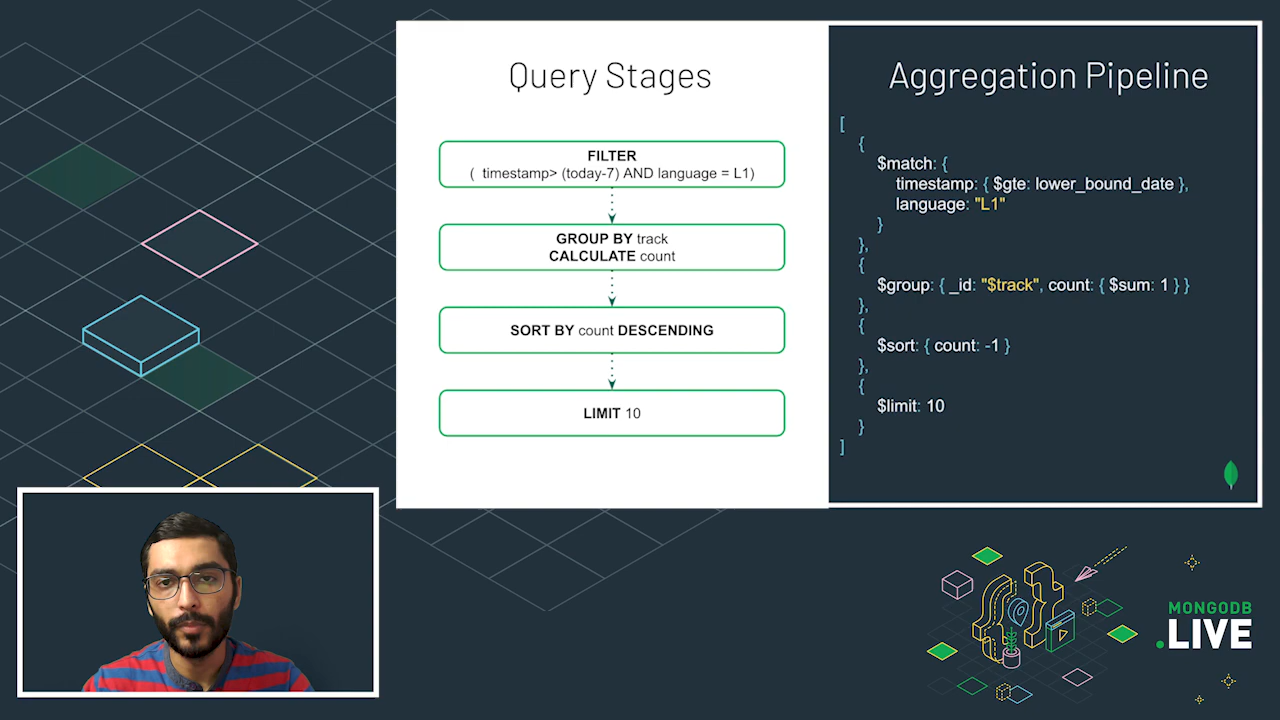 Query Stages
FILTER
( timestamp> (today-7) AND language = L1)
GROUP BY track
CALCULATE count
SORT BY count DESCENDING
LIMIT 10
Aggregation Pipeline
[
{
$match: {
timestamp: { $gte: lower_bound_date },
language: "L1"
}
},
{
$group: { _id: "$track", count: { $sum: 1 } }
},
{
$sort: { count: -1 }
},
{
$limit: 10
}
]
MONGODB
.LIVE